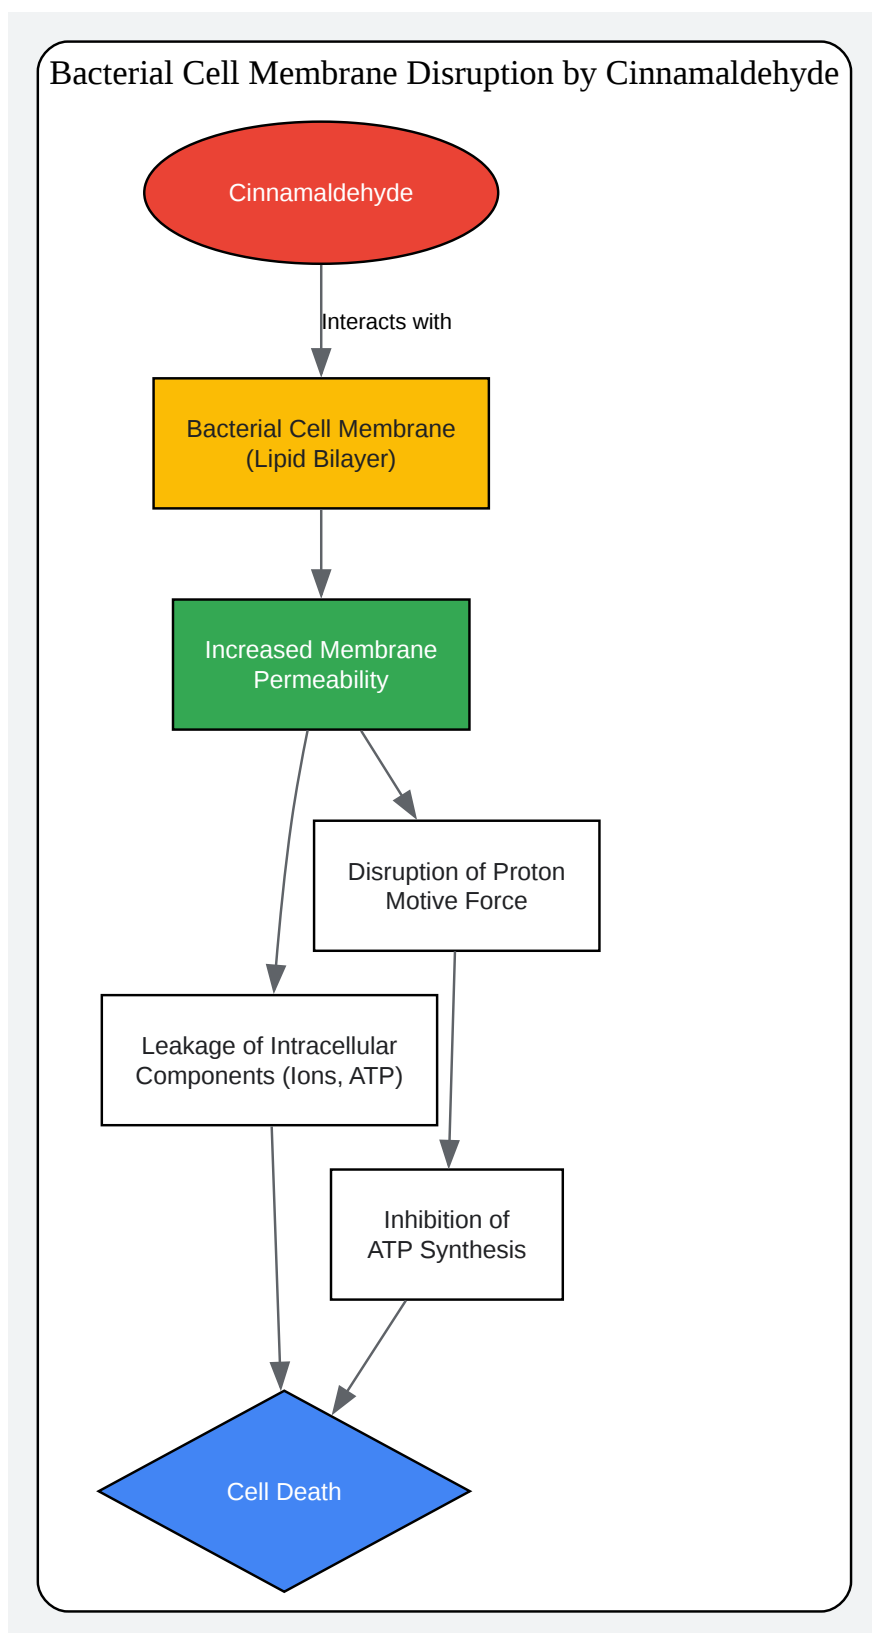 Bacterial Cell Membrane Disruption by Cinnamaldehyde
Cinnamaldehyde
Interacts with
Bacterial Cell Membrane
(Lipid Bilayer)
Increased Membrane
Permeability
Disruption of Proton
Motive Force
Leakage of Intracellular
Components (Ions, ATP)
Inhibition of
ATP Synthesis
Cell Death